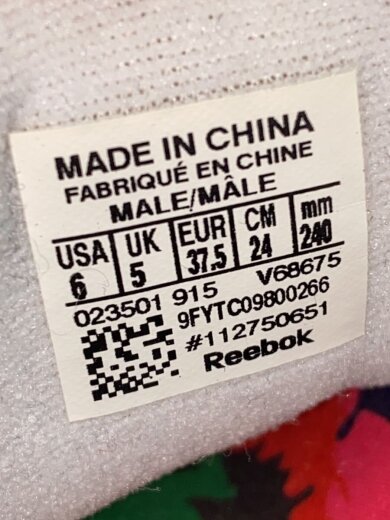 MADE IN CHINA
FABRIQUÉ EN CHINE
MALE/MÂLE
USA UK EUR CM mm
6 5 37.5 24 240
023501 915 V68675
9FYTC09800266
#112750651
Reebok